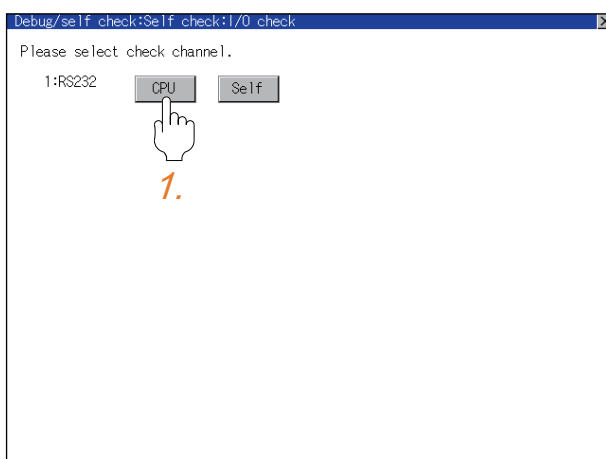 Debug/self check:Self check:I/O check
Please select check channel.
1:RS232 CPU Self
1.